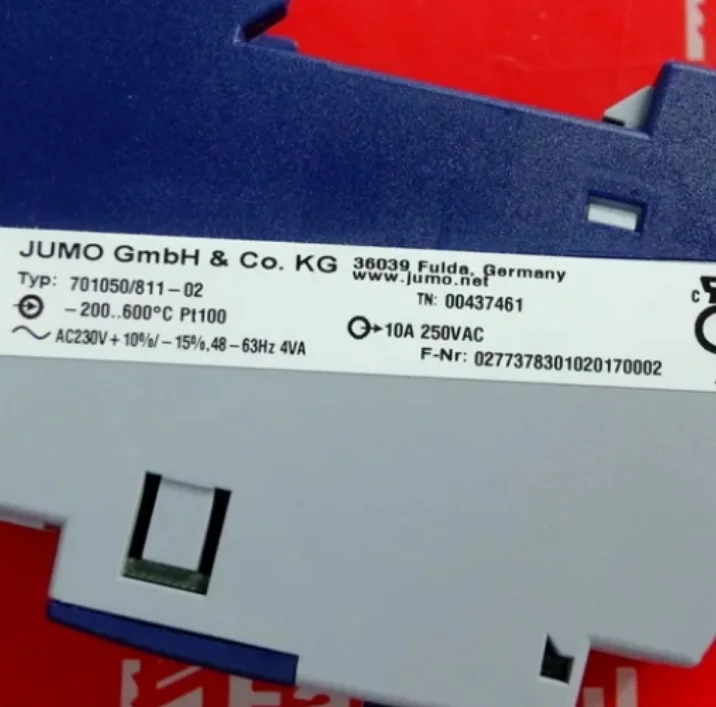 JUMO GmbH & Co. KG 36039 Fulda, Germany
www.jumo.net
Typ: 701050/811-02
TN: 00437461
-200..600°C Pt100
10A 250VAC
AC230V+10%/-15%,48-63Hz 4VA
F-Nr: 0277378301020170002
C